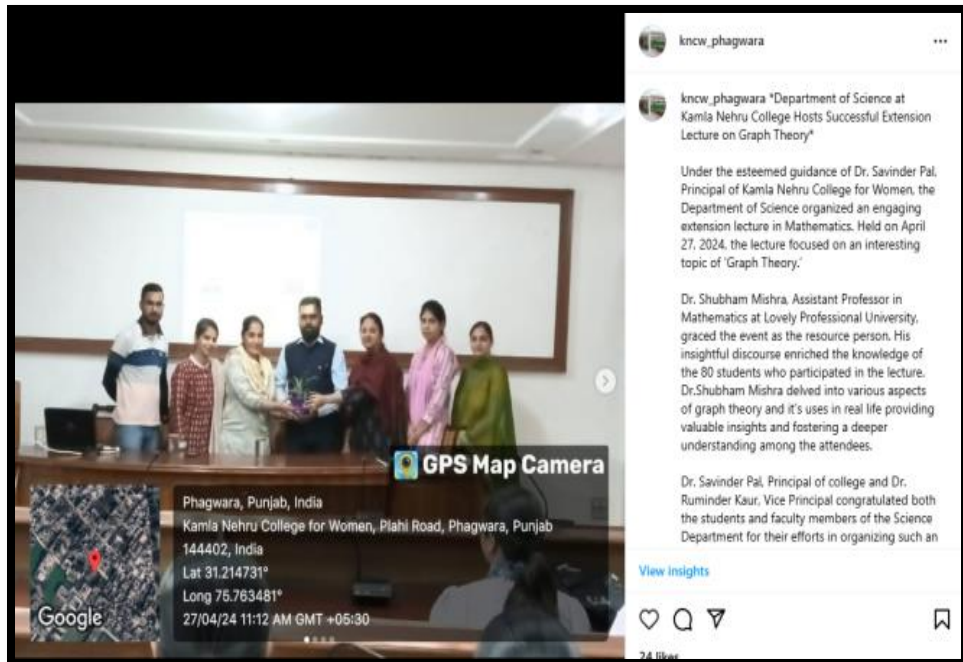 kncw_phagwara
kncw_phagwara *Department of Science at
Kamla Nehru College Hosts Successful Extension
Lecture on Graph Theory*
Under the esteemed guidance of Dr. Savinder Pal,
Principal of Kamla Nehru College for Women, the
Department of Science organized an engaging
extension lecture in Mathematics. Held on April
27, 2024, the lecture focused on an interesting
topic of 'Graph Theory.'
Dr. Shubham Mishra, Assistant Professor in
Mathematics at Lovely Professional University,
graced the event as the resource person. His
insightful discourse enriched the knowledge of
the 80 students who participated in the lecture.
Dr.Shubham Mishra delved into various aspects
of graph theory and it's uses in real life providing
valuable insights and fostering a deeper
understanding among the attendees.
Dr. Savinder Pal, Principal of college and Dr.
Ruminder Kaur, Vice Principal congratulated both
the students and faculty members of the Science
Department for their efforts in organizing such an
View insights
24 likes
GPS Map Camera
Phagwara, Punjab, India
Kamla Nehru College for Women, Plahi Road, Phagwara, Punjab
144402, India
Lat 31.214731°
Long 75.763481°
27/04/24 11:12 AM GMT +05:30
Google